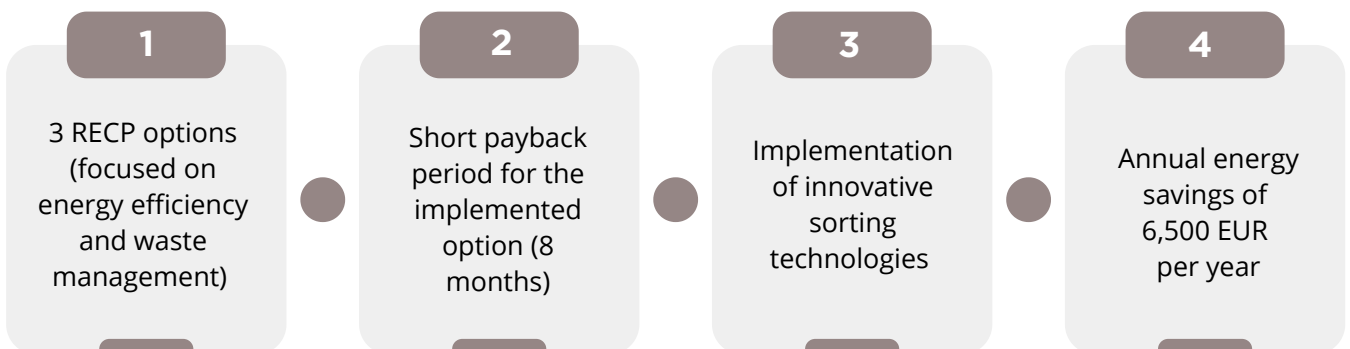 1
3 RECP options
(focused on
energy efficiency
and waste
management)
2
Short payback
period for the
implemented
option (8
months)
3
Implementation
of innovative
sorting
technologies
4
Annual energy
savings of
6,500 EUR
per year